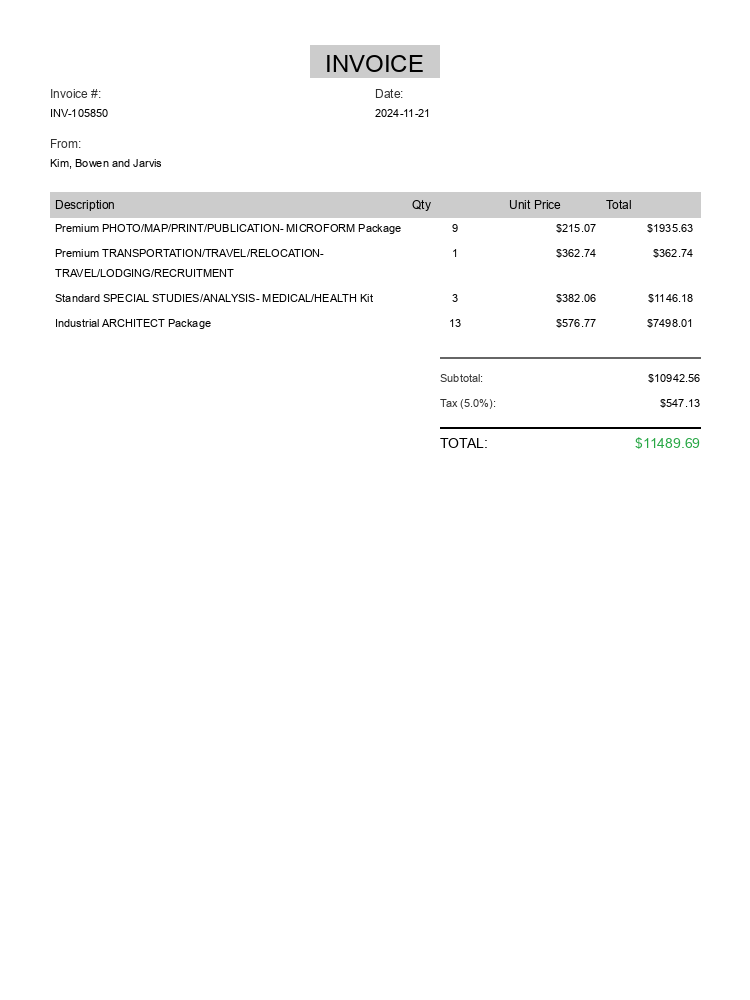 INVOICE
Invoice #: Date:
INV-105850 2024-11-21
From:
Kim, Bowen and Jarvis
Description Qty Unit Price Total
Premium PHOTO/MAP/PRINT/PUBLICATION- MICROFORM Package 9 $215.07 $1935.63
Premium TRANSPORTATION/TRAVEL/RELOCATION- 1 $362.74 $362.74
TRAVEL/LODGING/RECRUITMENT
Standard SPECIAL STUDIES/ANALYSIS- MEDICAL/HEALTH Kit 3 $382.06 $1146.18
Industrial ARCHITECT Package 13 $576.77 $7498.01
Subtotal: $10942.56
Tax (5.0%): $547.13
TOTAL: $11489.69